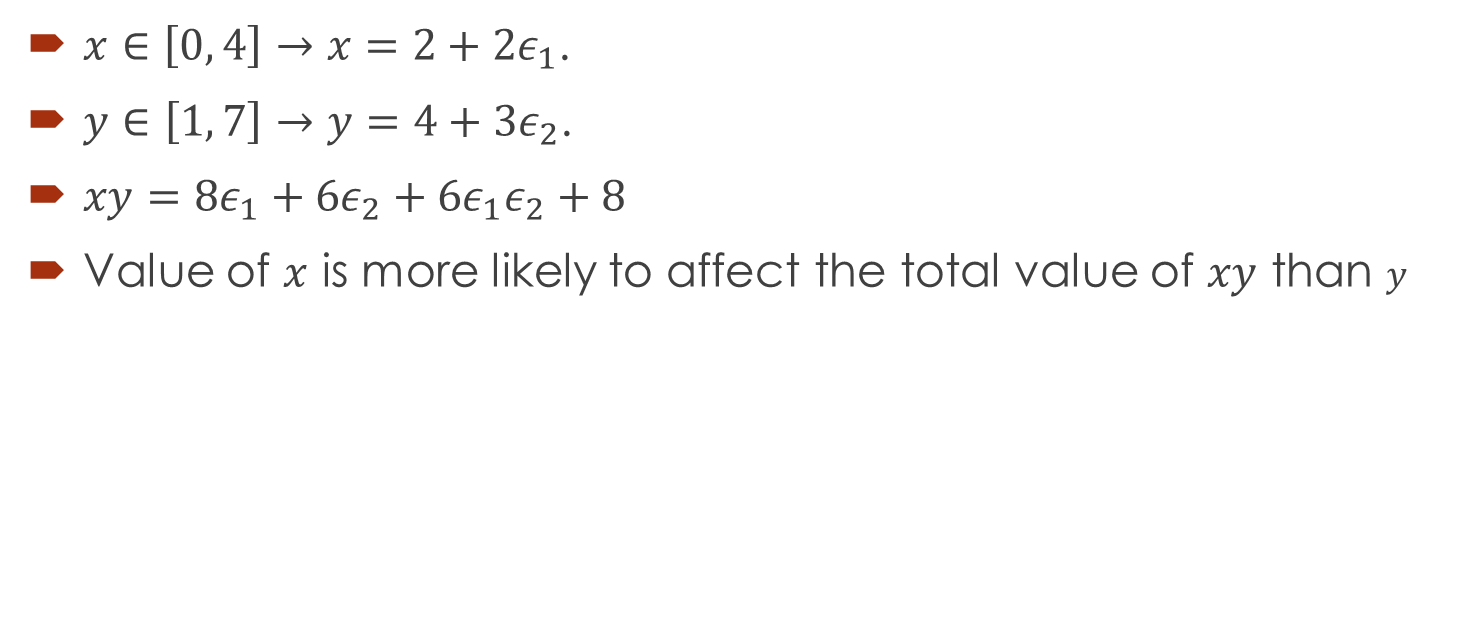 x ∈ [0, 4] → x = 2 + 2ϵ₁.
y ∈ [1, 7] → y = 4 + 3ϵ₂.
xy = 8ϵ₁ + 6ϵ₂ + 6ϵ₁ϵ₂ + 8
Value of x is more likely to affect the total value of xy than y